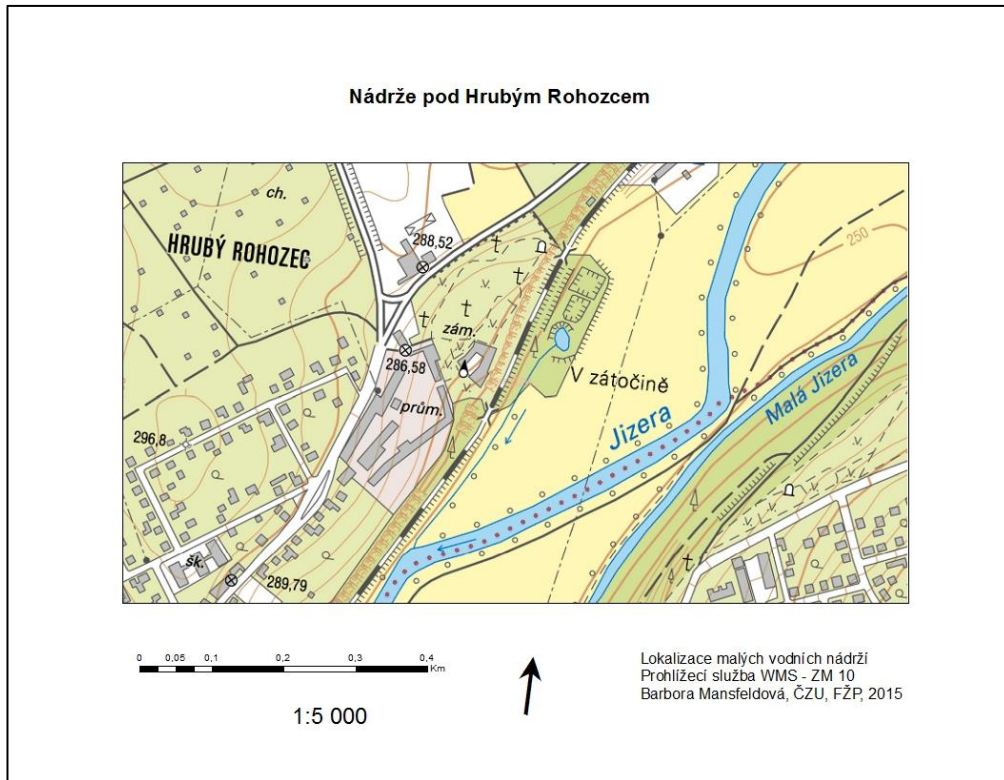 Nádrže pod Hrubým Rohozcem
ch.
288,52
HRUBÝ ROHOZEC
250
zám.
286,58
V zátočině
Jizera
Malá Jizera
prům.
296,8
šk.
289,79
0 0,05 0,1 0,2 0,3 0,4
Km
1:5 000
Lokalizace malých vodních nádrží
Prohlížecí služba WMS - ZM 10
Barbora Mansfeldová, ČZU, FŽP, 2015